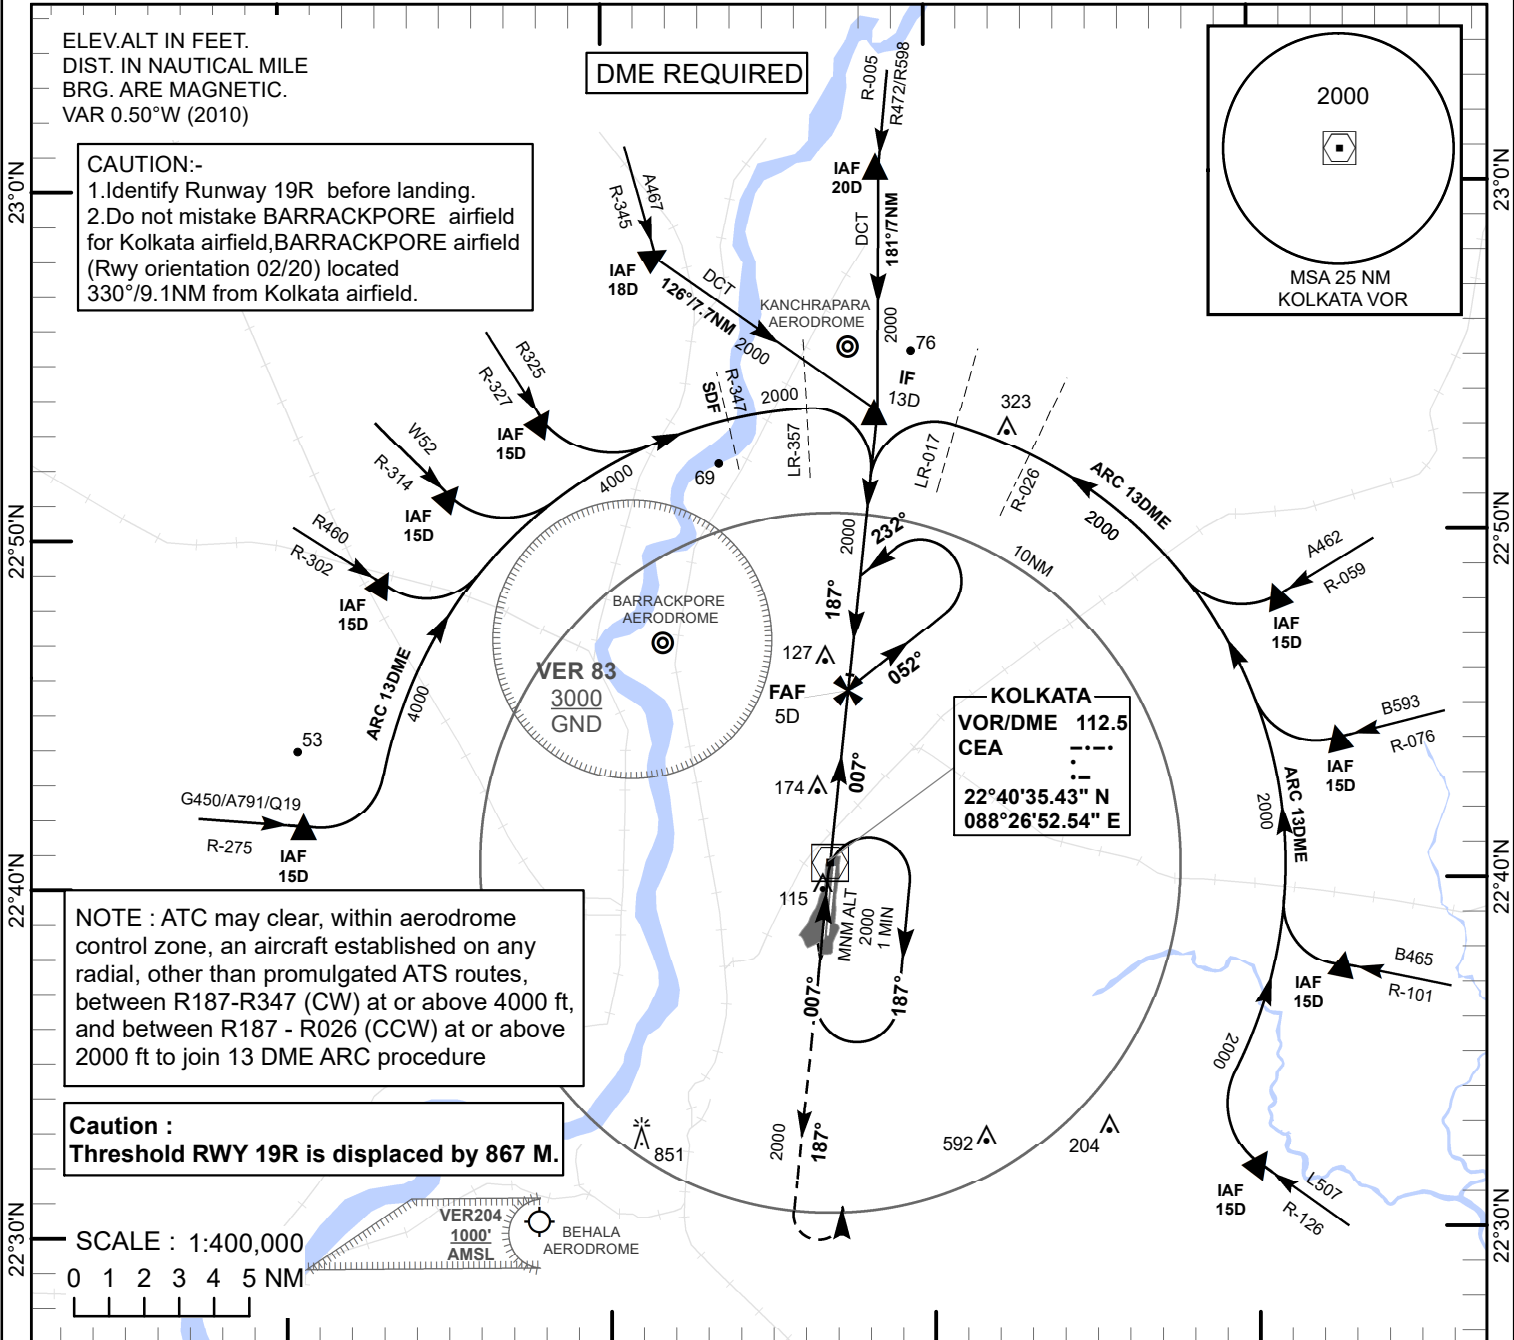 ELEV.ALT IN FEET.
DIST. IN NAUTICAL MILE
BRG. ARE MAGNETIC.
VAR 0.50°W (2010)
DME REQUIRED
CAUTION:-
1.Identify Runway 19R before landing.
2.Do not mistake BARRACKPORE airfield
for Kolkata airfield,BARRACKPORE airfield
(Rwy orientation 02/20) located
330°/9.1NM from Kolkata airfield.
2000
MSA 25 NM
KOLKATA VOR
23°0'N
23°0'N
R-005
R472/R598
IAF
20D
DCT
181°/7NM
2000
A467
R-345
IAF
18D
DCT
126°/7.7NM
2000
KANCHRAPARA
AERODROME
76
IF
13D
R325
R-327
IAF
15D
SDF
R-347
2000
LR-357
LR-017
323
R-026
W52
R-314
IAF
15D
4000
69
ARC 13DME
2000
22°50'N
22°50'N
R460
R-302
IAF
15D
2000
232°
10NM
187°
A462
R-059
IAF
15D
BARRACKPORE
AERODROME
VER 83
3000
GND
127
052°
FAF
5D
ARC 13DME
4000
53
KOLKATA
VOR/DME 112.5
CEA
22°40'35.43" N
088°26'52.54" E
B593
R-076
IAF
15D
174
007°
G450/A791/Q19
R-275
IAF
15D
2000
ARC 13DME
22°40'N
22°40'N
115
MNM ALT
2000
1 MIN
007°
187°
NOTE : ATC may clear, within aerodrome
control zone, an aircraft established on any
radial, other than promulgated ATS routes,
between R187-R347 (CW) at or above 4000 ft,
and between R187 - R026 (CCW) at or above
2000 ft to join 13 DME ARC procedure
B465
R-101
IAF
15D
2000
Caution :
Threshold RWY 19R is displaced by 867 M.
851
2000
187°
592
204
L507
R-126
IAF
15D
22°30'N
22°30'N
VER204
1000'
AMSL
BEHALA
AERODROME
SCALE : 1:400,000
0 1 2 3 4 5 NM